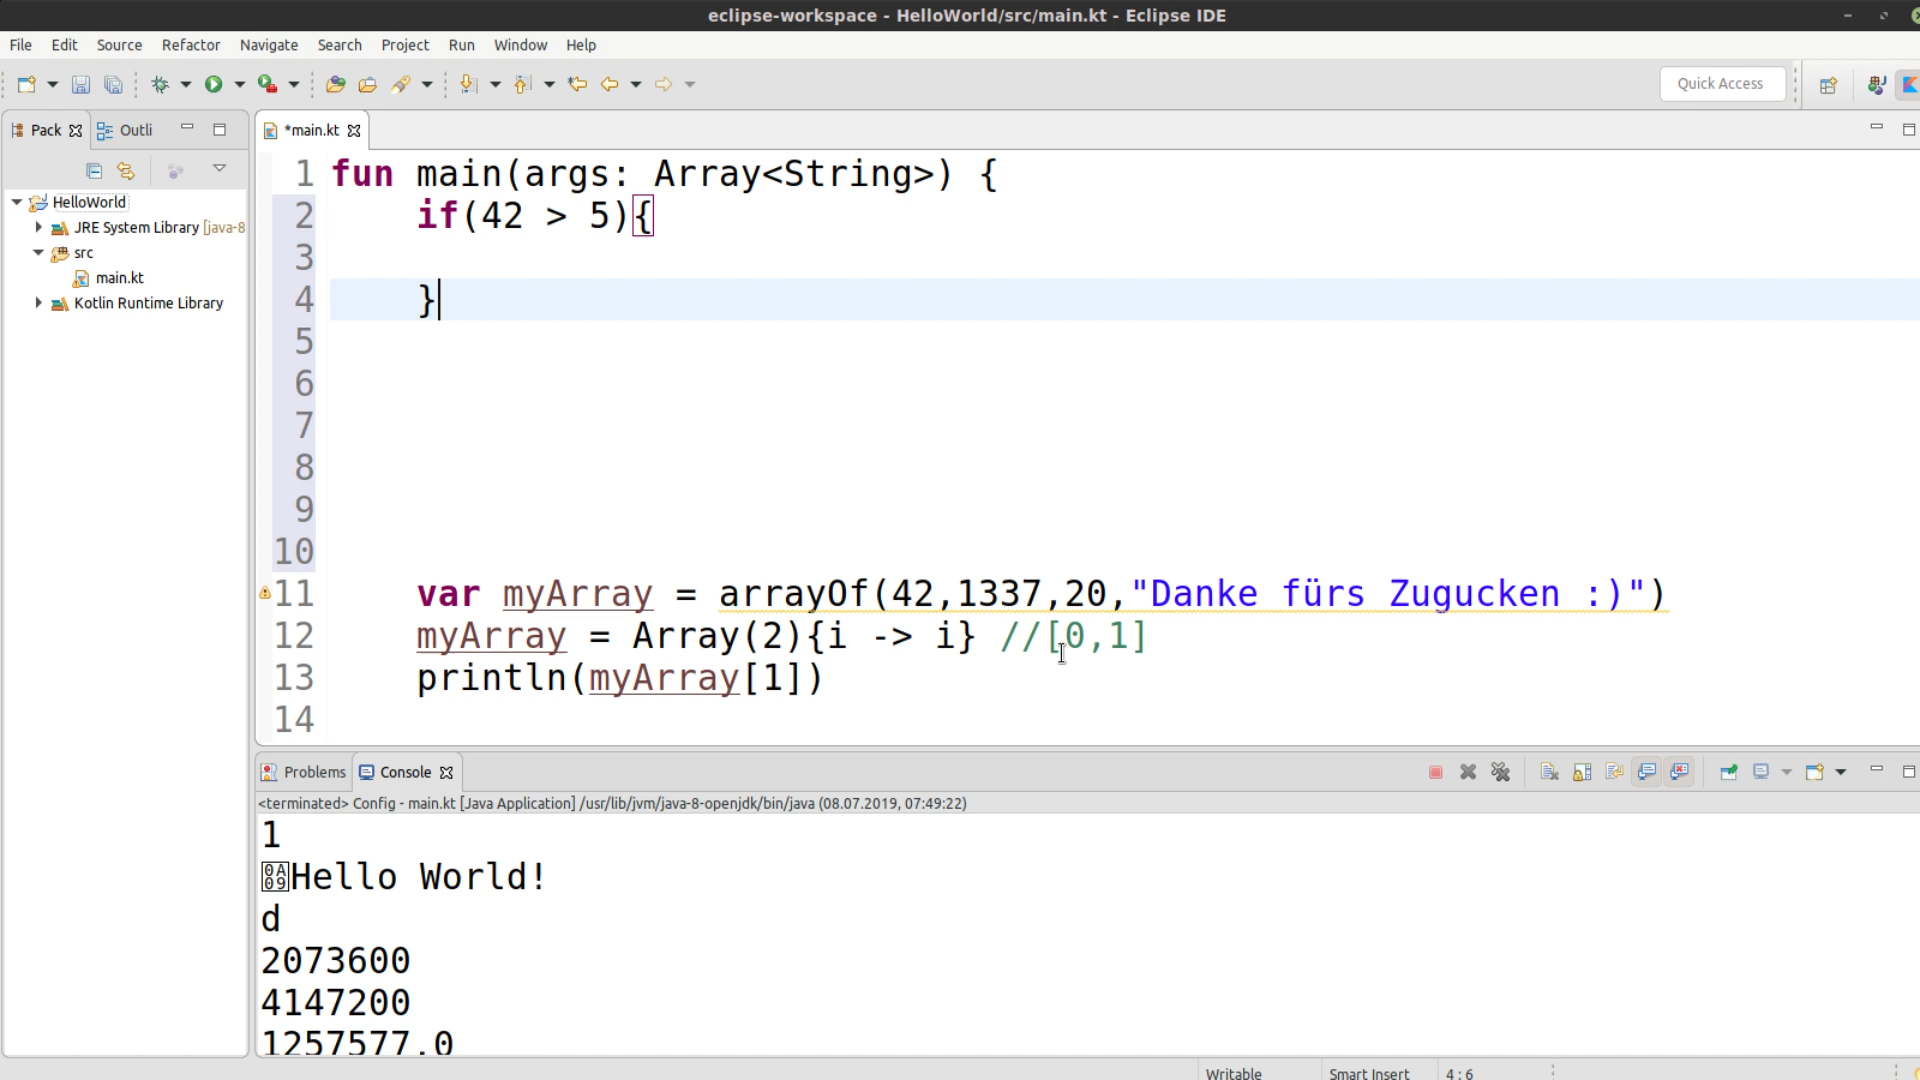 eclipse-workspace - HelloWorld/src/main.kt - Eclipse IDE
File Edit Source Refactor Navigate Search Project Run Window Help
Quick Access
Pack Outli
*main.kt
HelloWorld
JRE System Library [java-8
src
main.kt
Kotlin Runtime Library
1 fun main(args: Array<String>) {
2 if(42 > 5){
3
4 }
5
6
7
8
9
10
11 var myArray = arrayOf(42,1337,20,"Danke fürs Zugucken :)")
12 myArray = Array(2){i -> i} //[0,1]
13 println(myArray[1])
14
Problems Console
<terminated> Config - main.kt [Java Application] /usr/lib/jvm/java-8-openjdk/bin/java (08.07.2019, 07:49:22)
1
Hello World!
d
2073600
4147200
1257577.0
Writable Smart Insert 4:6